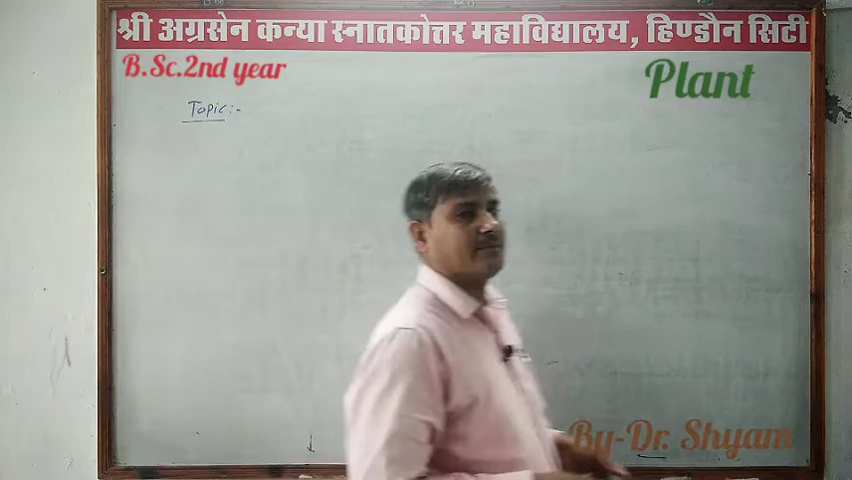 श्री अग्रसेन कन्या स्नातकोत्तर महाविद्यालय, हिण्डौन सिटी
B.Sc.2nd year
Plant
Topic:-
By-Dr. Shyam